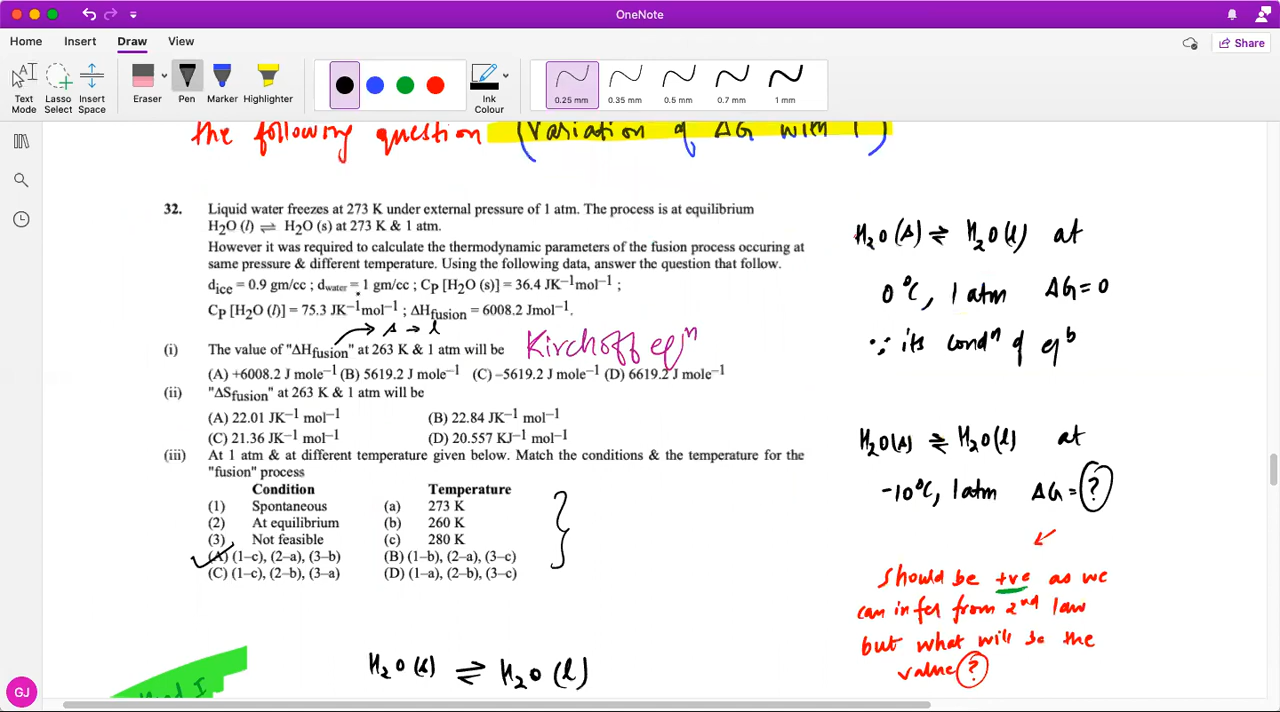 OneNote
Home Insert Draw View
Share
Text Mode
Lasso Select
Insert Space
Eraser
Pen
Marker
Highlighter
0.25 mm
0.35 mm
0.5 mm
0.7 mm
1 mm
Ink Colour
the following question (Variation of ΔG with T)
32. Liquid water freezes at 273 K under external pressure of 1 atm. The process is at equilibrium
H2O (l) ⇌ H2O (s) at 273 K & 1 atm.
However it was required to calculate the thermodynamic parameters of the fusion process occuring at
same pressure & different temperature. Using the following data, answer the question that follow.
dice = 0.9 gm/cc ; dwater = 1 gm/cc ; CP [H2O (s)] = 36.4 JK−1mol−1 ;
CP [H2O (l)] = 75.3 JK−1mol−1 ; ΔHfusion = 6008.2 Jmol−1.
→ s → l
(i) The value of "ΔHfusion" at 263 K & 1 atm will be
Kirchoff eqn
(A) +6008.2 J mole−1 (B) 5619.2 J mole−1 (C) −5619.2 J mole−1 (D) 6619.2 J mole−1
(ii) "ΔSfusion" at 263 K & 1 atm will be
(A) 22.01 JK−1 mol−1 (B) 22.84 JK−1 mol−1
(C) 21.36 JK−1 mol−1 (D) 20.557 KJ−1 mol−1
(iii) At 1 atm & at different temperature given below. Match the conditions & the temperature for the
"fusion" process
Condition Temperature
(1) Spontaneous (a) 273 K
(2) At equilibrium (b) 260 K
(3) Not feasible (c) 280 K
(A) (1–c), (2–a), (3–b) (B) (1–b), (2–a), (3–c)
(C) (1–c), (2–b), (3–a) (D) (1–a), (2–b), (3–c)
H2O (s) ⇌ H2O (l)
H2O (s) ⇌ H2O (l) at
0°C, 1 atm ΔG = 0
∵ its condn of eqb
H2O(s) ⇌ H2O(l) at
-10°C, 1atm ΔG = ?
should be +ve as we
can infer from 2nd law
but what will be the
value ?
GJ